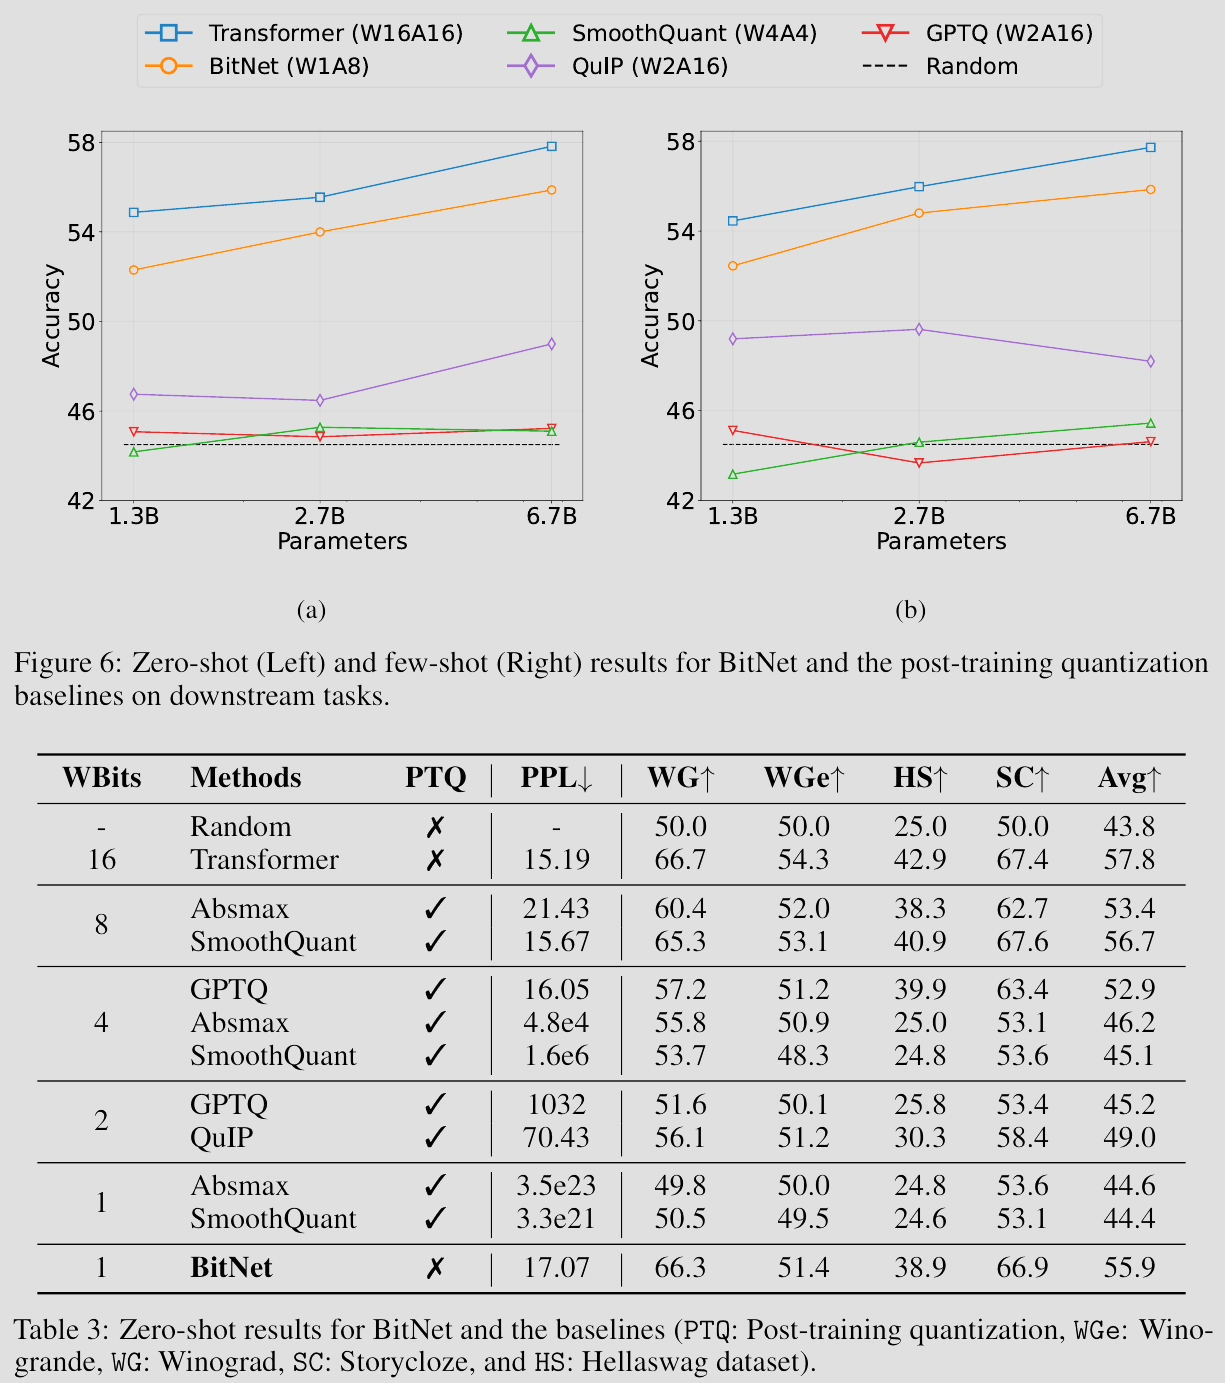 Transformer (W16A16) SmoothQuant (W4A4) GPTQ (W2A16)
BitNet (W1A8) QuIP (W2A16) Random
58
54
50
46
42
Accuracy
1.3B 2.7B 6.7B
Parameters
(a)
58
54
50
46
42
Accuracy
1.3B 2.7B 6.7B
Parameters
(b)
Figure 6: Zero-shot (Left) and few-shot (Right) results for BitNet and the post-training quantization
baselines on downstream tasks.
WBits Methods PTQ PPL↓ WG↑ WGe↑ HS↑ SC↑ Avg↑
- Random ✗ - 50.0 50.0 25.0 50.0 43.8
16 Transformer ✗ 15.19 66.7 54.3 42.9 67.4 57.8
8
Absmax ✓ 21.43 60.4 52.0 38.3 62.7 53.4
SmoothQuant ✓ 15.67 65.3 53.1 40.9 67.6 56.7
4
GPTQ ✓ 16.05 57.2 51.2 39.9 63.4 52.9
Absmax ✓ 4.8e4 55.8 50.9 25.0 53.1 46.2
SmoothQuant ✓ 1.6e6 53.7 48.3 24.8 53.6 45.1
2
GPTQ ✓ 1032 51.6 50.1 25.8 53.4 45.2
QuIP ✓ 70.43 56.1 51.2 30.3 58.4 49.0
1
Absmax ✓ 3.5e23 49.8 50.0 24.8 53.6 44.6
SmoothQuant ✓ 3.3e21 50.5 49.5 24.6 53.1 44.4
1 BitNet ✗ 17.07 66.3 51.4 38.9 66.9 55.9
Table 3: Zero-shot results for BitNet and the baselines (PTQ: Post-training quantization, WGe: Wino-
grande, WG: Winograd, SC: Storycloze, and HS: Hellaswag dataset).